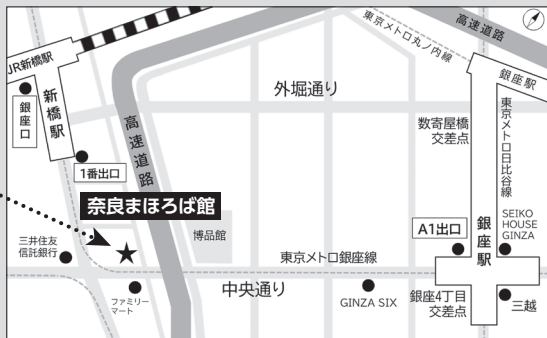 JR新橋駅
銀座口
新橋駅
1番出口
高速道路
奈良まほろば館
三井住友
信託銀行
ファミリー
マート
博品館
外堀通り
東京メトロ丸ノ内線
高速道路
銀座駅
数寄屋橋
交差点
東京メトロ日比谷線
A1出口
銀座駅
SEIKO
HOUSE
GINZA
東京メトロ銀座線
中央通り
GINZA SIX
銀座4丁目
交差点
三越